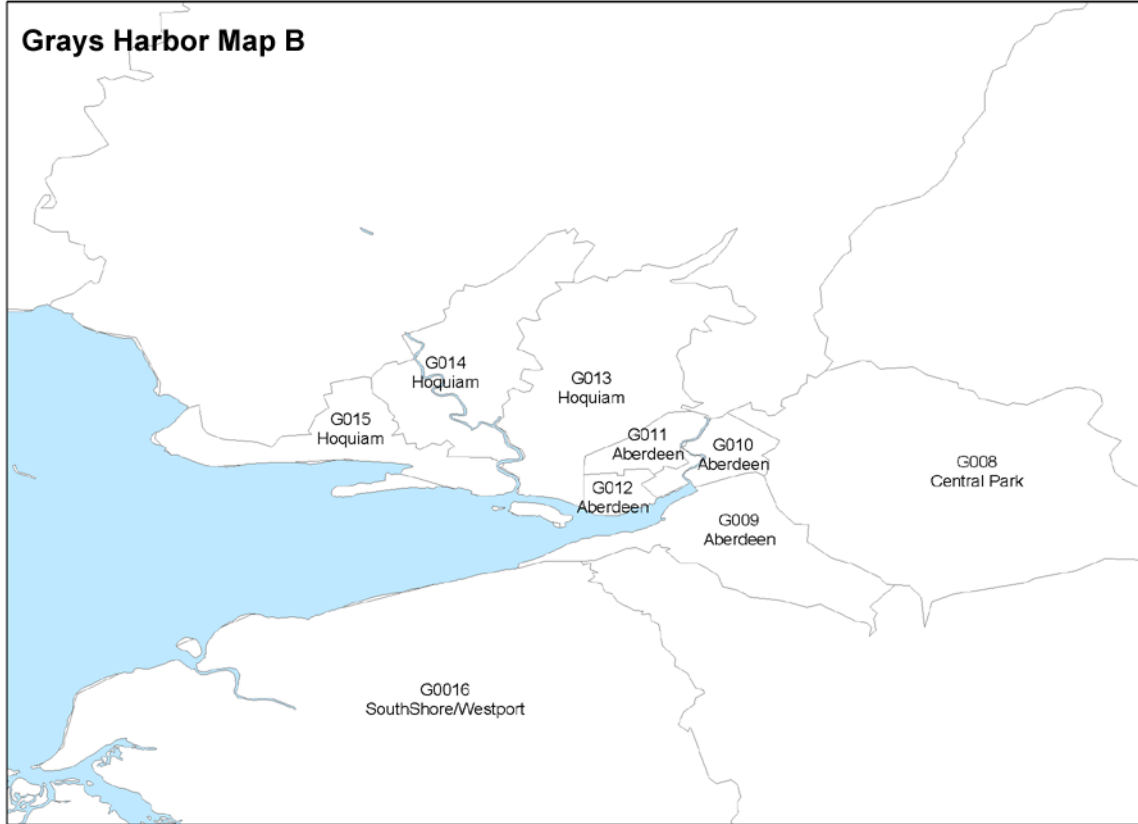 Grays Harbor Map B
G014
Hoquiam
G013
Hoquiam
G015
Hoquiam
G011
Aberdeen
G010
Aberdeen
G008
Central Park
G012
Aberdeen
G009
Aberdeen
G0016
SouthShore/Westport